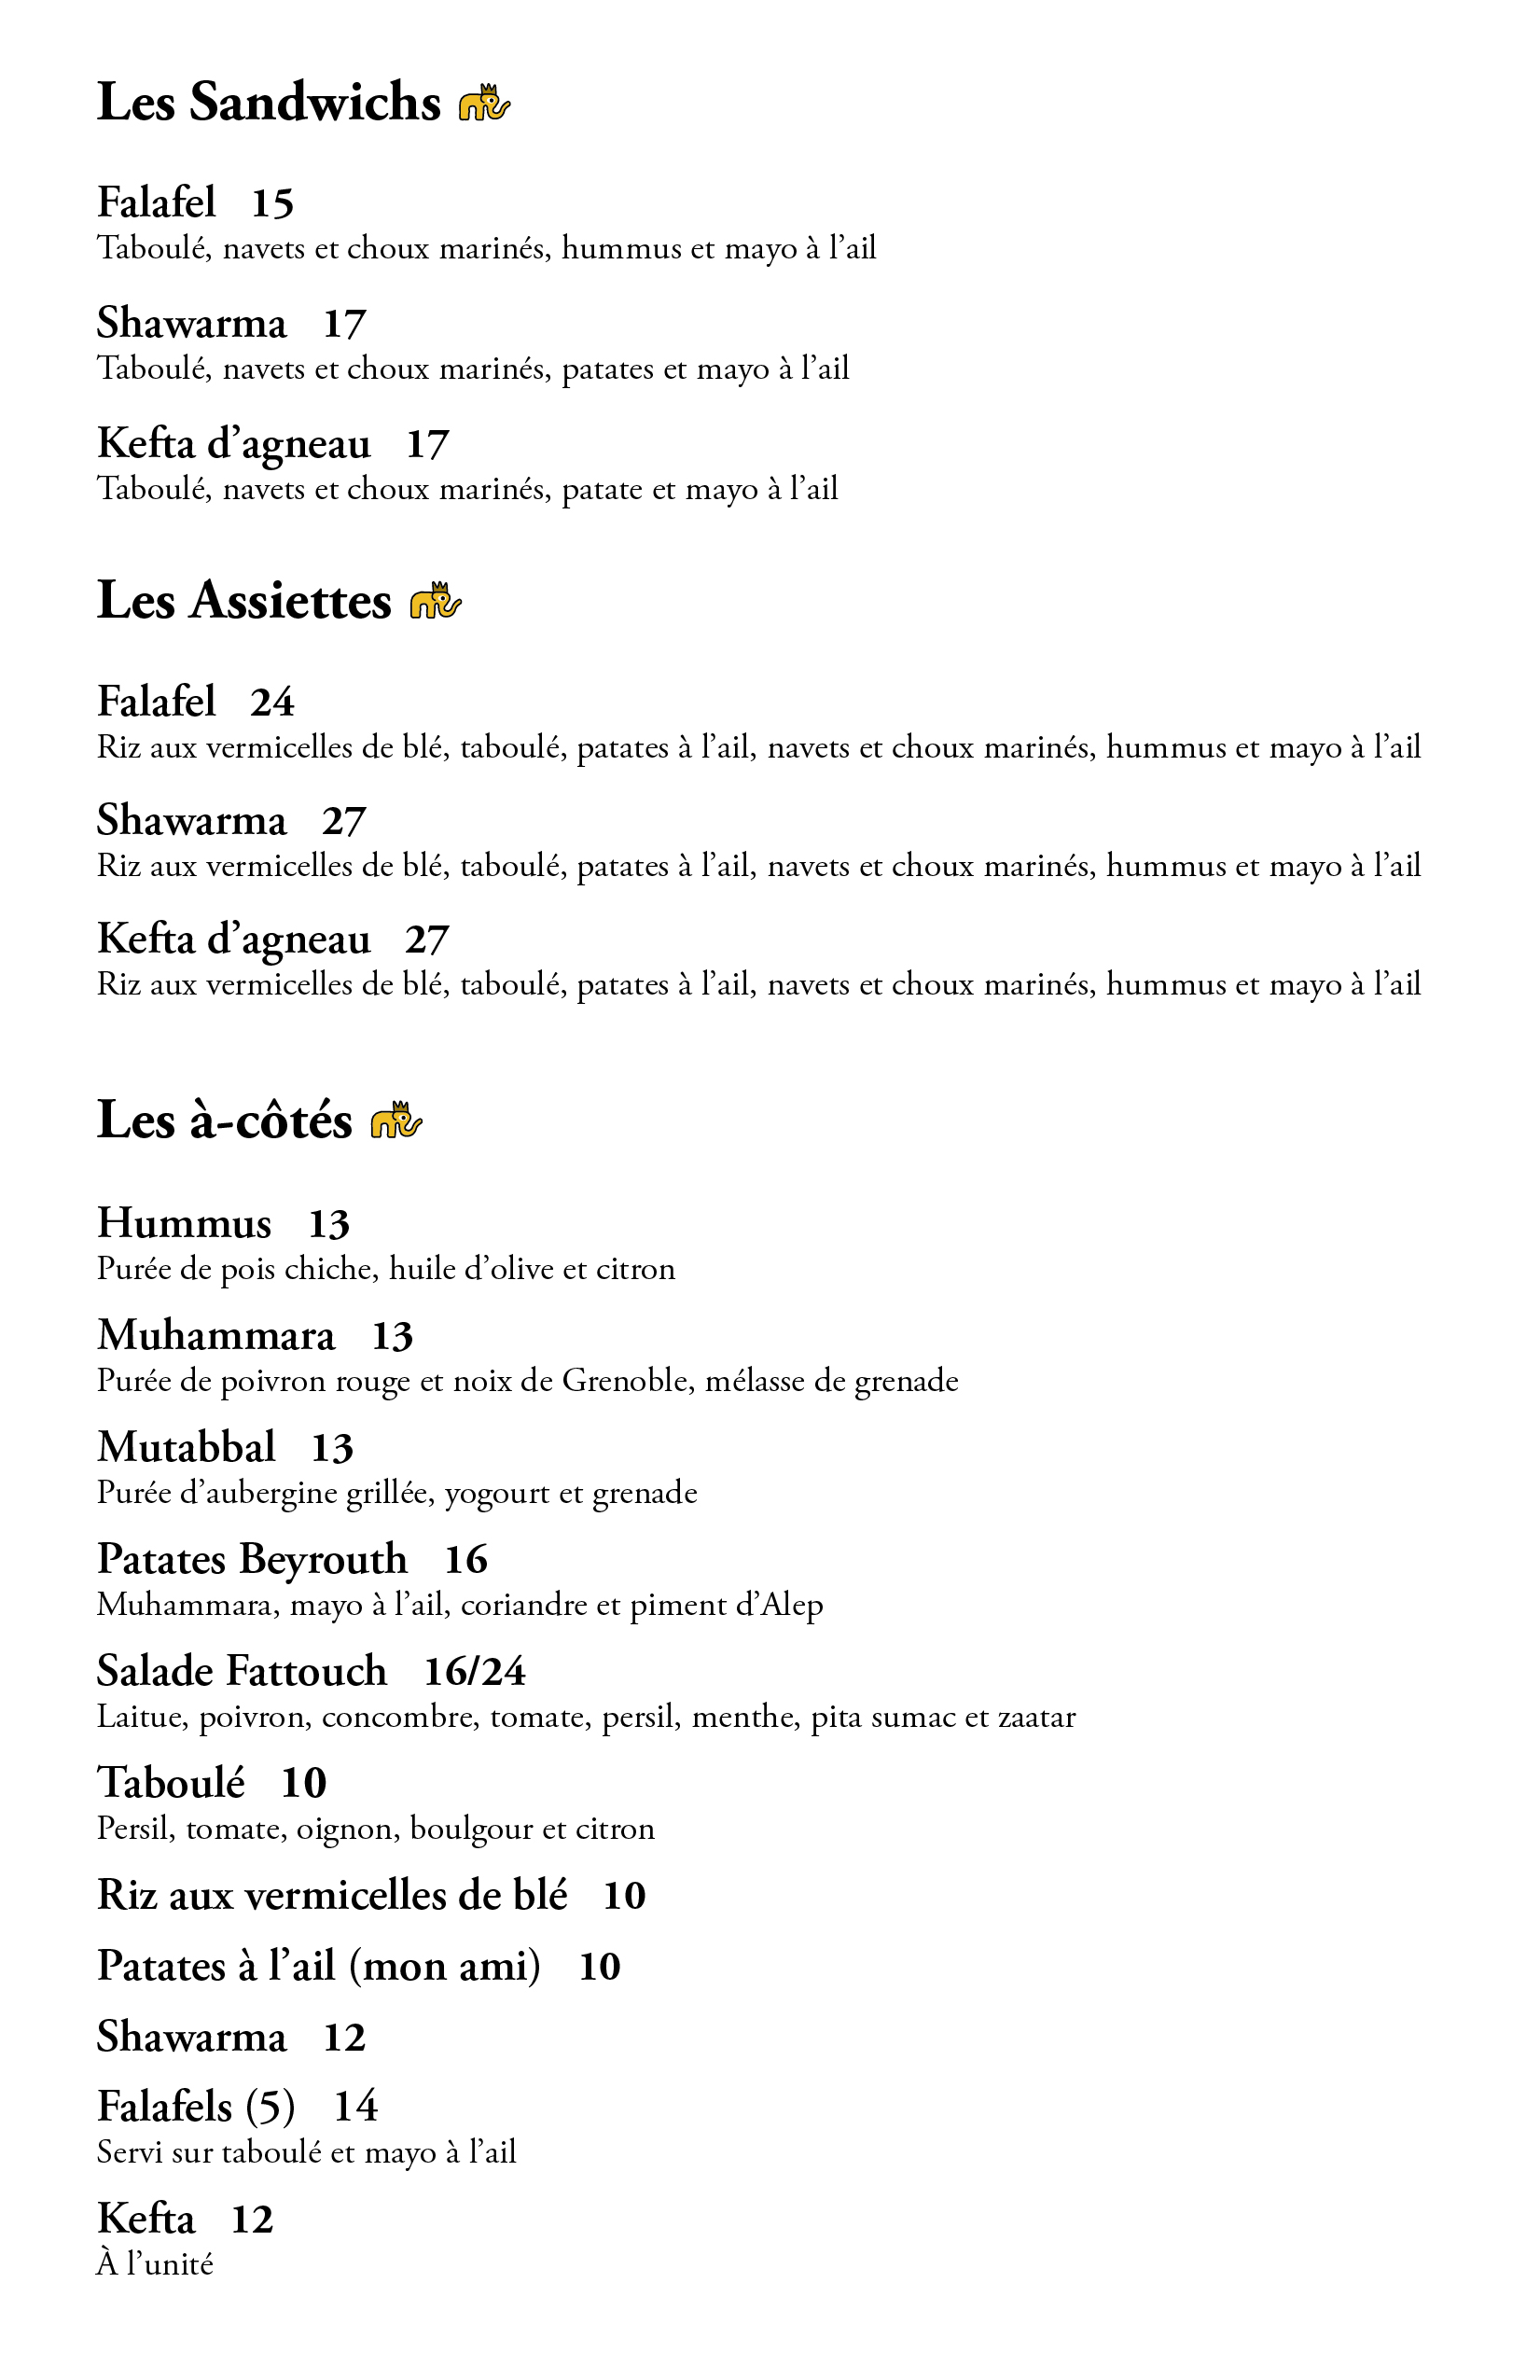 Les Sandwichs
Falafel 15
Taboulé, navets et choux marinés, hummus et mayo à l’ail
Shawarma 17
Taboulé, navets et choux marinés, patates et mayo à l’ail
Kefta d’agneau 17
Taboulé, navets et choux marinés, patate et mayo à l’ail
Les Assiettes
Falafel 24
Riz aux vermicelles de blé, taboulé, patates à l’ail, navets et choux marinés, hummus et mayo à l’ail
Shawarma 27
Riz aux vermicelles de blé, taboulé, patates à l’ail, navets et choux marinés, hummus et mayo à l’ail
Kefta d’agneau 27
Riz aux vermicelles de blé, taboulé, patates à l’ail, navets et choux marinés, hummus et mayo à l’ail
Les à-côtés
Hummus 13
Purée de pois chiche, huile d’olive et citron
Muhammara 13
Purée de poivron rouge et noix de Grenoble, mélasse de grenade
Mutabbal 13
Purée d’aubergine grillée, yogourt et grenade
Patates Beyrouth 16
Muhammara, mayo à l’ail, coriandre et piment d’Alep
Salade Fattouch 16/24
Laitue, poivron, concombre, tomate, persil, menthe, pita sumac et zaatar
Taboulé 10
Persil, tomate, oignon, boulgour et citron
Riz aux vermicelles de blé 10
Patates à l’ail (mon ami) 10
Shawarma 12
Falafels (5) 14
Servi sur taboulé et mayo à l’ail
Kefta 12
À l’unité